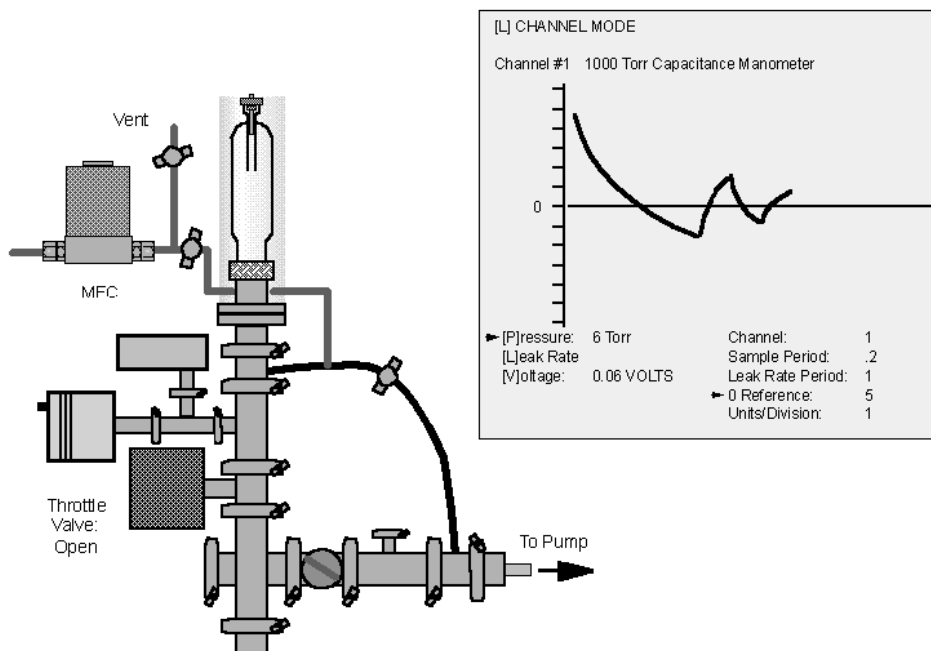 Vent
MFC
Throttle
Valve:
Open
To Pump
[L] CHANNEL MODE
Channel #1 1000 Torr Capacitance Manometer
0
[P]ressure: 6 Torr
[L]eak Rate
[V]oltage: 0.06 VOLTS
Channel: 1
Sample Period: .2
Leak Rate Period: 1
0 Reference: 5
Units/Division: 1